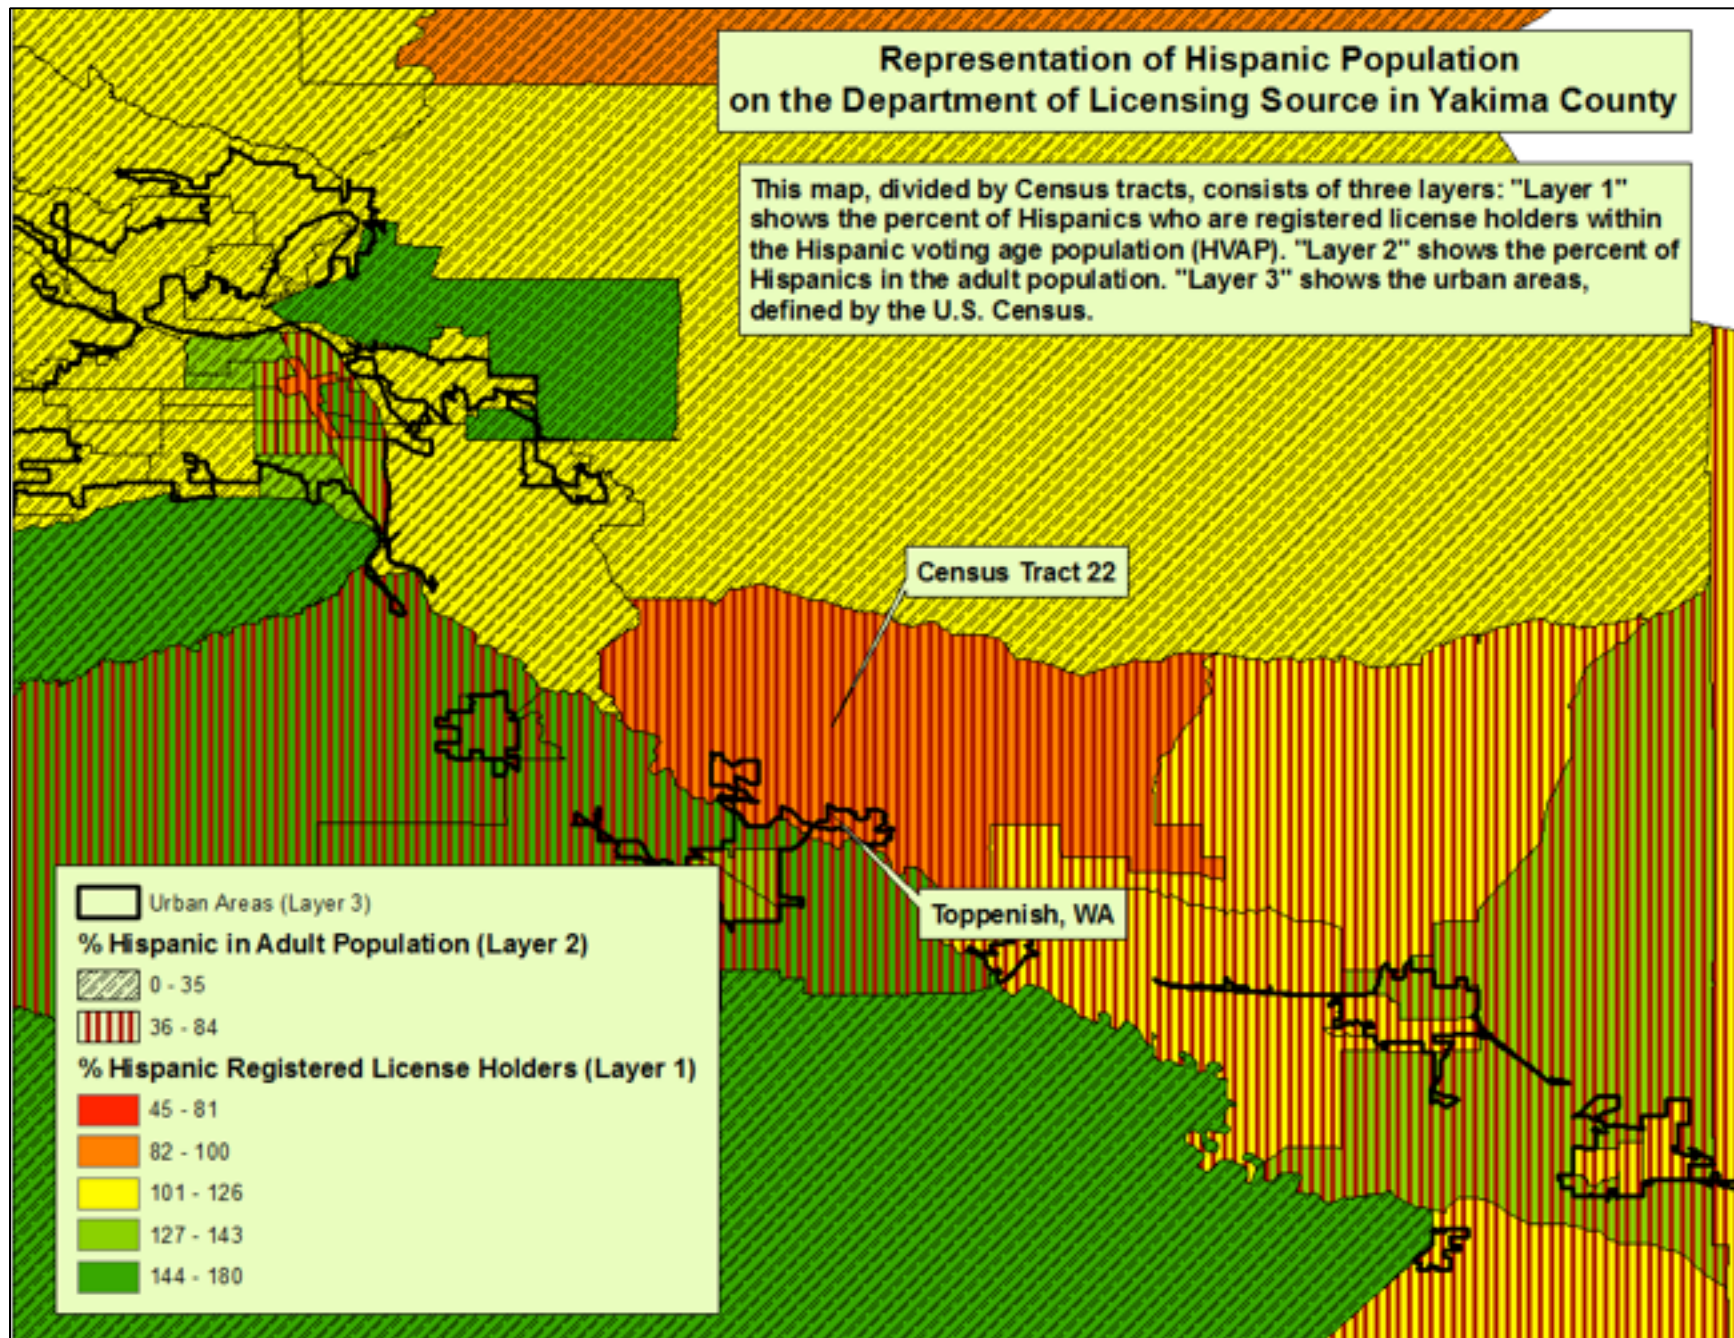 Representation of Hispanic Population
on the Department of Licensing Source in Yakima County
This map, divided by Census tracts, consists of three layers: "Layer 1"
shows the percent of Hispanics who are registered license holders within
the Hispanic voting age population (HVAP). "Layer 2" shows the percent of
Hispanics in the adult population. "Layer 3" shows the urban areas,
defined by the U.S. Census.
Census Tract 22
Toppenish, WA
Urban Areas (Layer 3)
% Hispanic in Adult Population (Layer 2)
0 - 35
36 - 84
% Hispanic Registered License Holders (Layer 1)
45 - 81
82 - 100
101 - 126
127 - 143
144 - 180